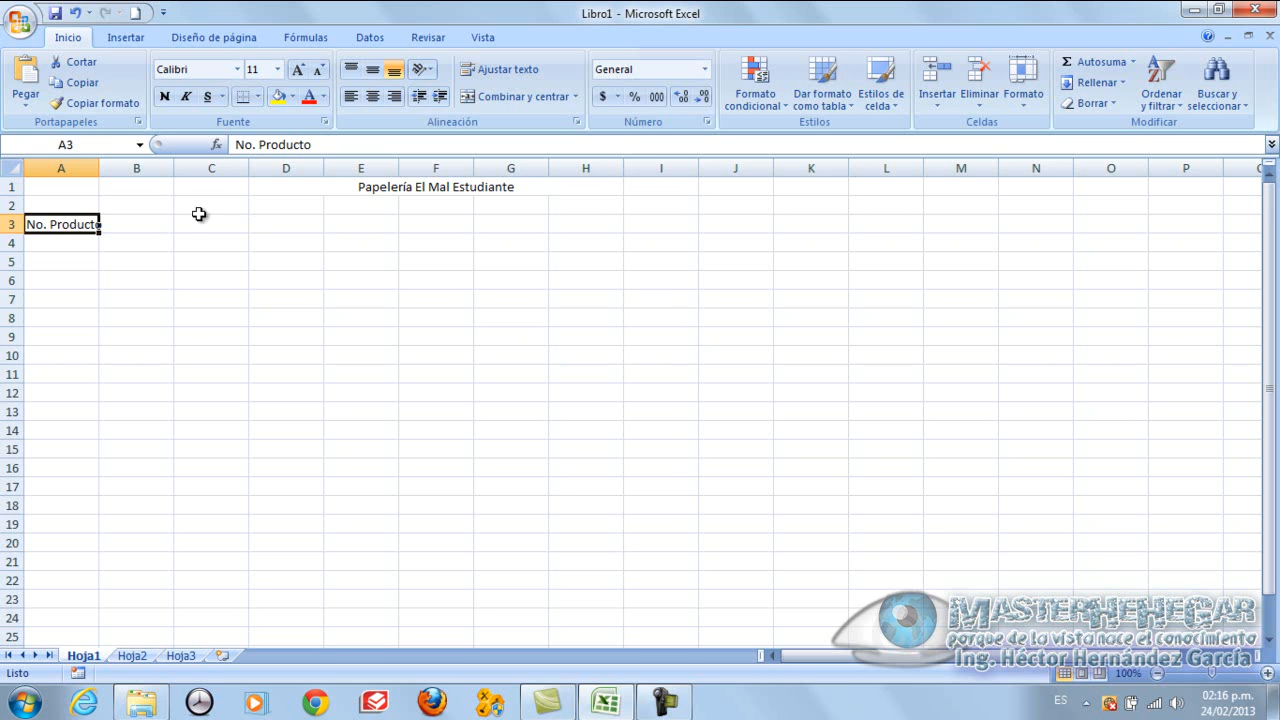 Libro1 - Microsoft Excel
Inicio
Insertar
Diseño de página
Fórmulas
Datos
Revisar
Vista
Pegar
Cortar
Copiar
Copiar formato
Portapapeles
Calibri
11
N K S
Fuente
Ajustar texto
Combinar y centrar
Alineación
General
$ % 000
Número
Formato condicional
Dar formato como tabla
Estilos de celda
Estilos
Insertar
Eliminar
Formato
Celdas
Autosuma
Rellenar
Borrar
Ordenar y filtrar
Buscar y seleccionar
Modificar
A3
fx
No. Producto
A B C D E F G H I J K L M N O P
1 Papelería El Mal Estudiante
2
3 No. Producto
4
5
6
7
8
9
10
11
12
13
14
15
16
17
18
19
20
21
22
23
24
25
MASTERHEHEGAR
porque de la vista nace el conocimiento
Ing. Héctor Hernández García
Hoja1 Hoja2 Hoja3
Listo
100%
ES
02:16 p.m.
24/02/2013